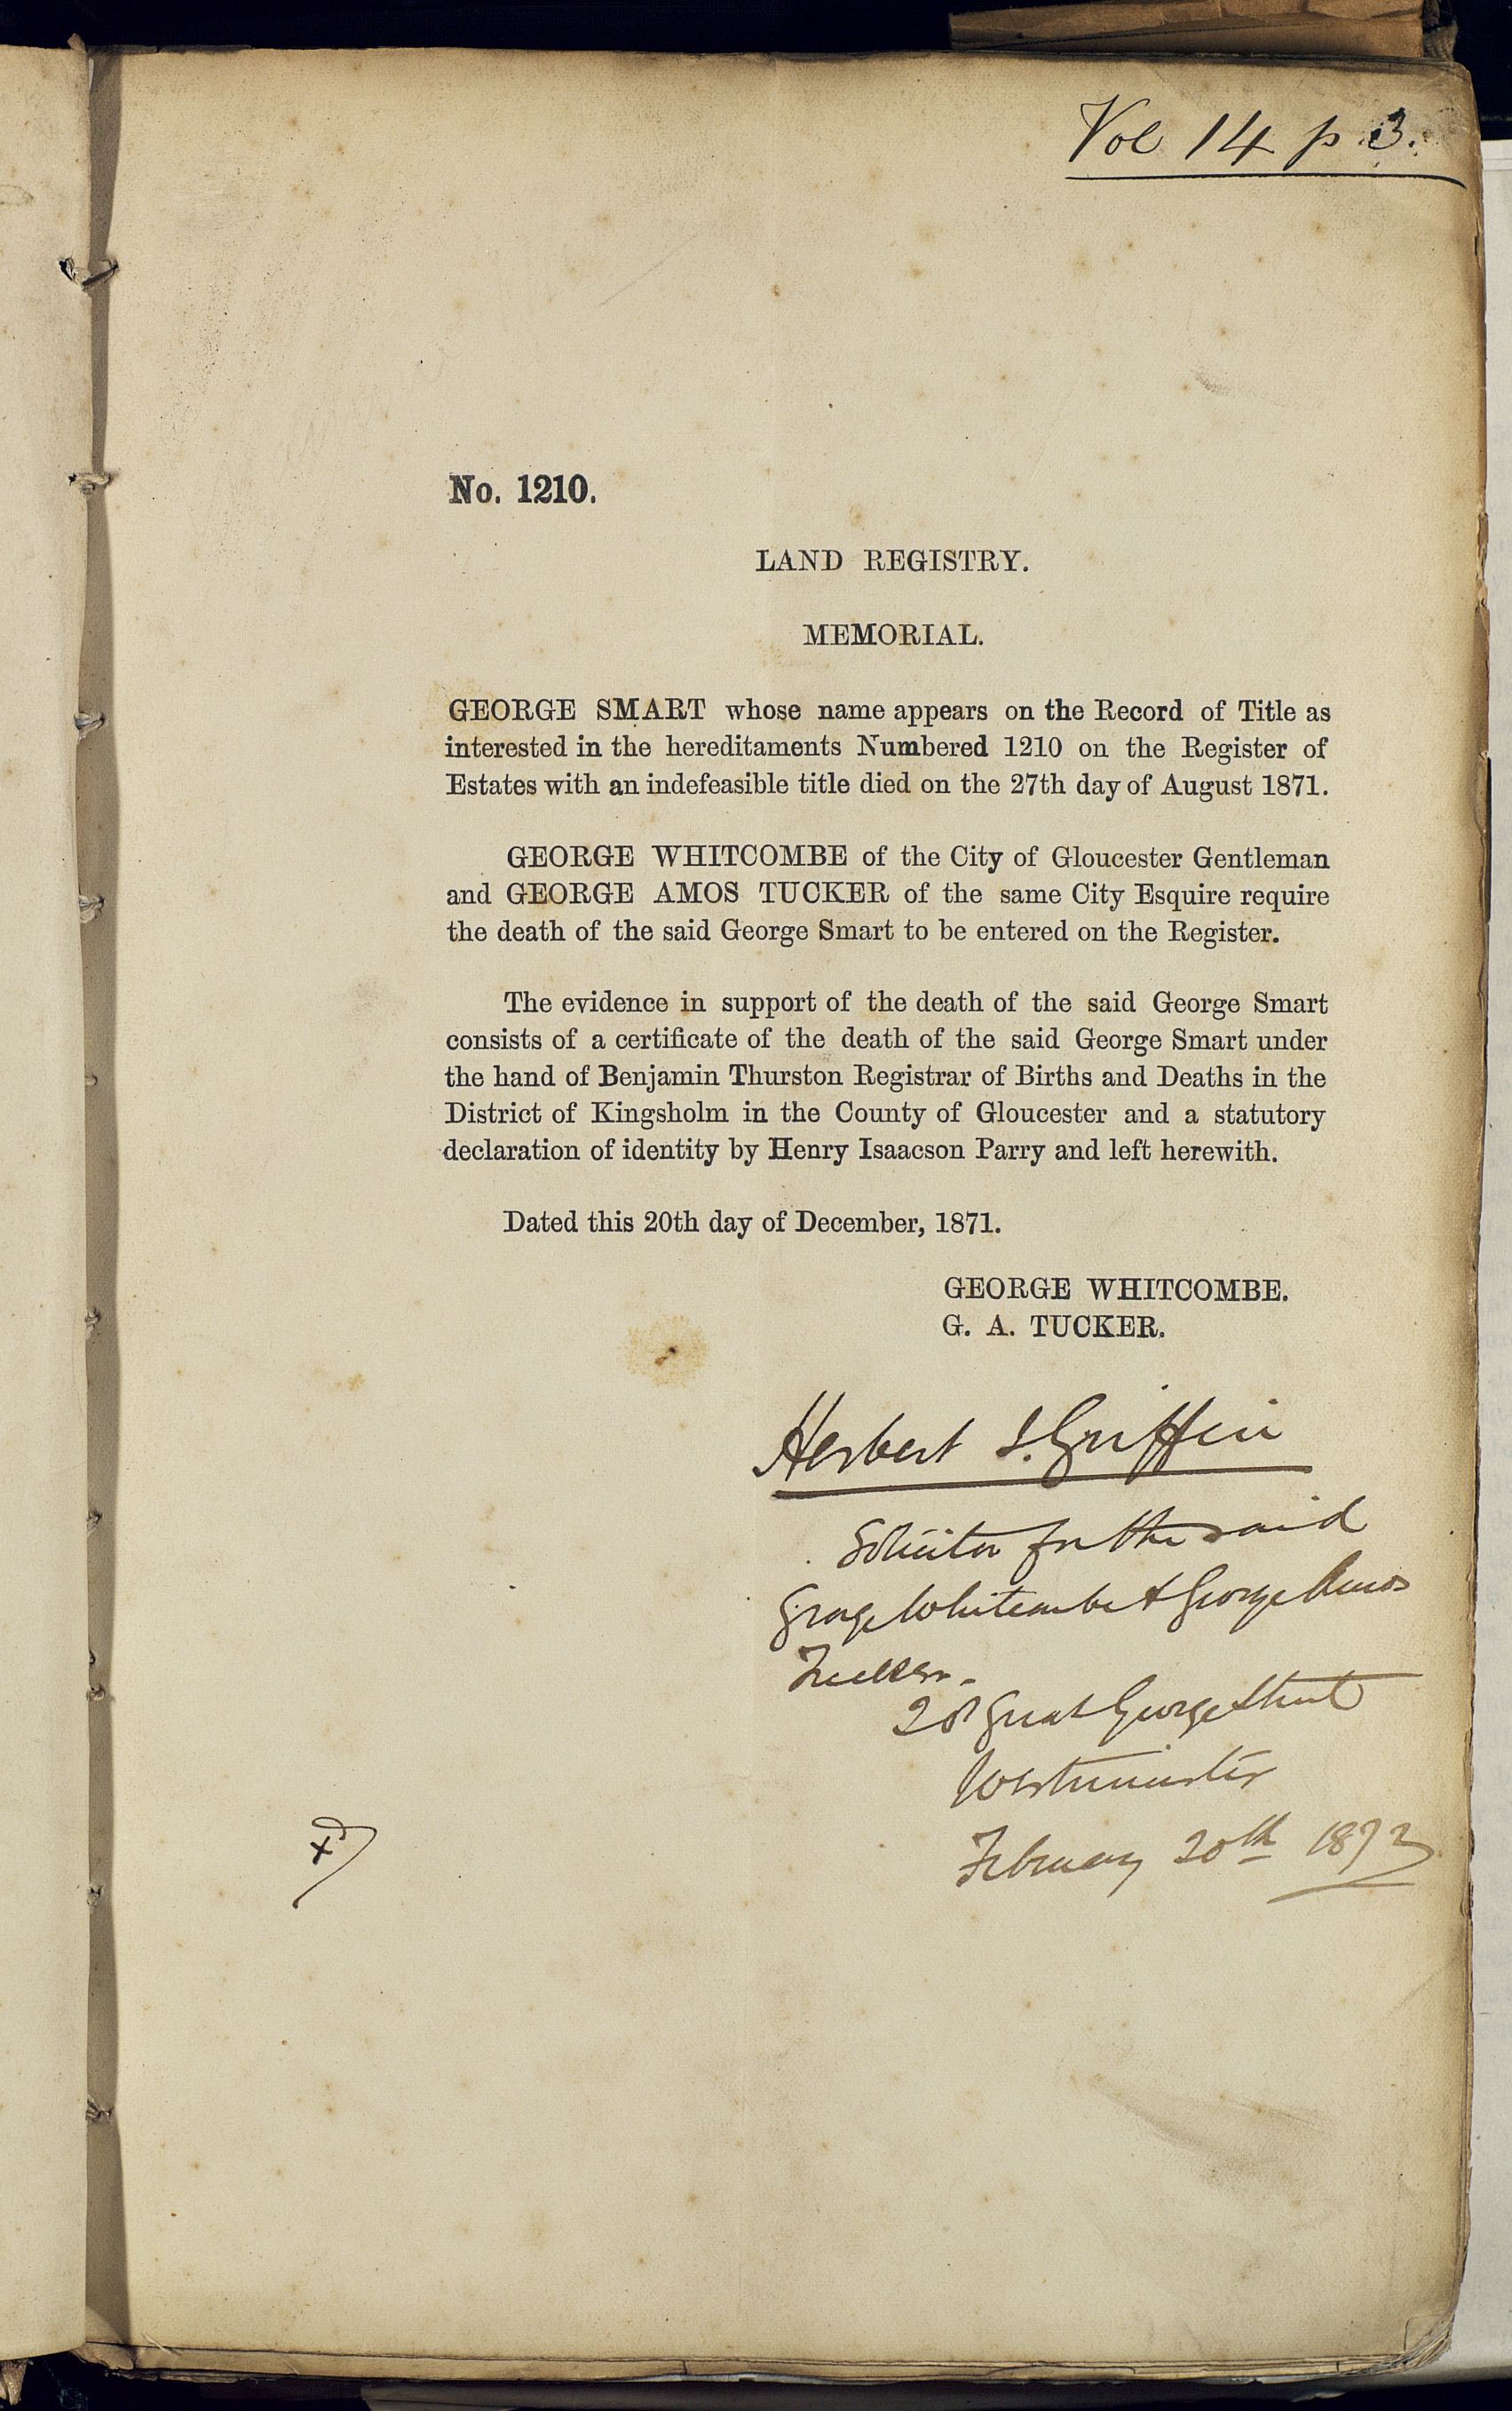 Vol 14 p 3.
No. 1210.
LAND REGISTRY.
MEMORIAL.
GEORGE SMART whose name appears on the Record of Title as
interested in the hereditaments Numbered 1210 on the Register of
Estates with an indefeasible title died on the 27th day of August 1871.
GEORGE WHITCOMBE of the City of Gloucester Gentleman
and GEORGE AMOS TUCKER of the same City Esquire require
the death of the said George Smart to be entered on the Register.
The evidence in support of the death of the said George Smart
consists of a certificate of the death of the said George Smart under
the hand of Benjamin Thurston Registrar of Births and Deaths in the
District of Kingsholm in the County of Gloucester and a statutory
declaration of identity by Henry Isaacson Parry and left herewith.
Dated this 20th day of December, 1871.
GEORGE WHITCOMBE.
G. A. TUCKER.
Herbert S. Griffin
Solicitor for the said
George Whitcombe & George Amos
Tucker.
Great George Street
Westminster
February 20th